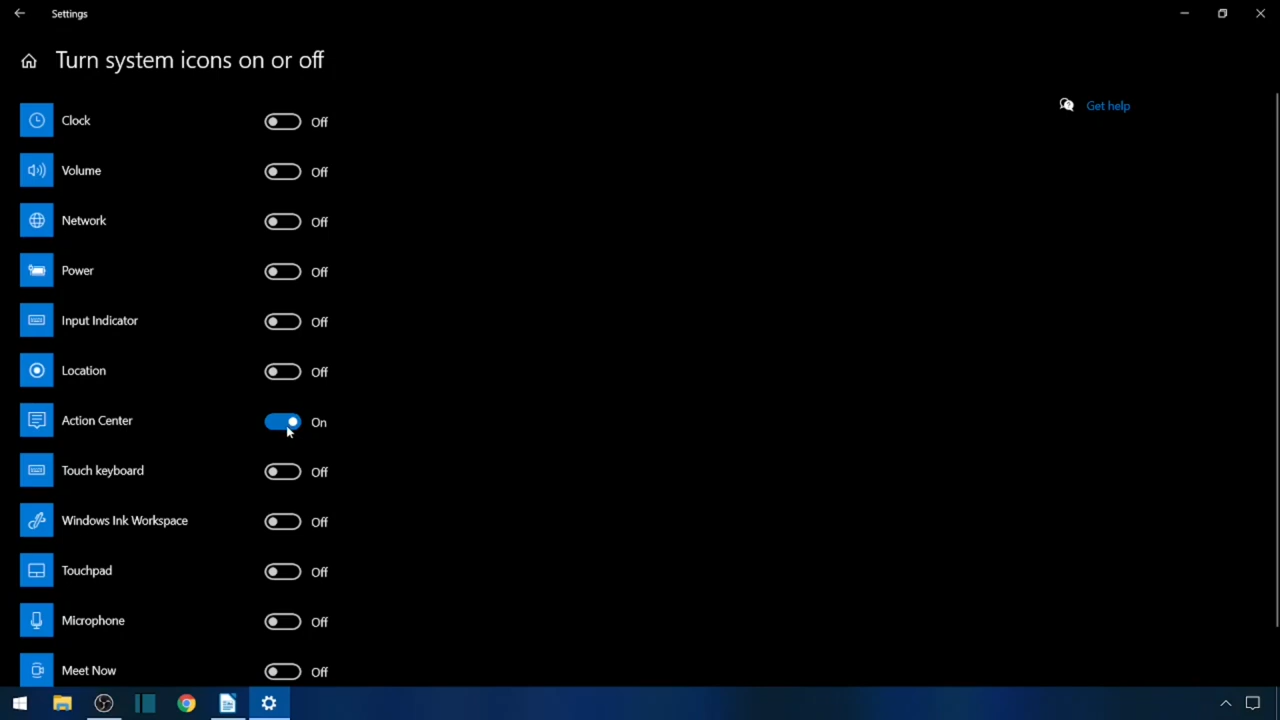 Settings
Turn system icons on or off
Get help
Clock Off
Volume Off
Network Off
Power Off
Input Indicator Off
Location Off
Action Center On
Touch keyboard Off
Windows Ink Workspace Off
Touchpad Off
Microphone Off
Meet Now Off